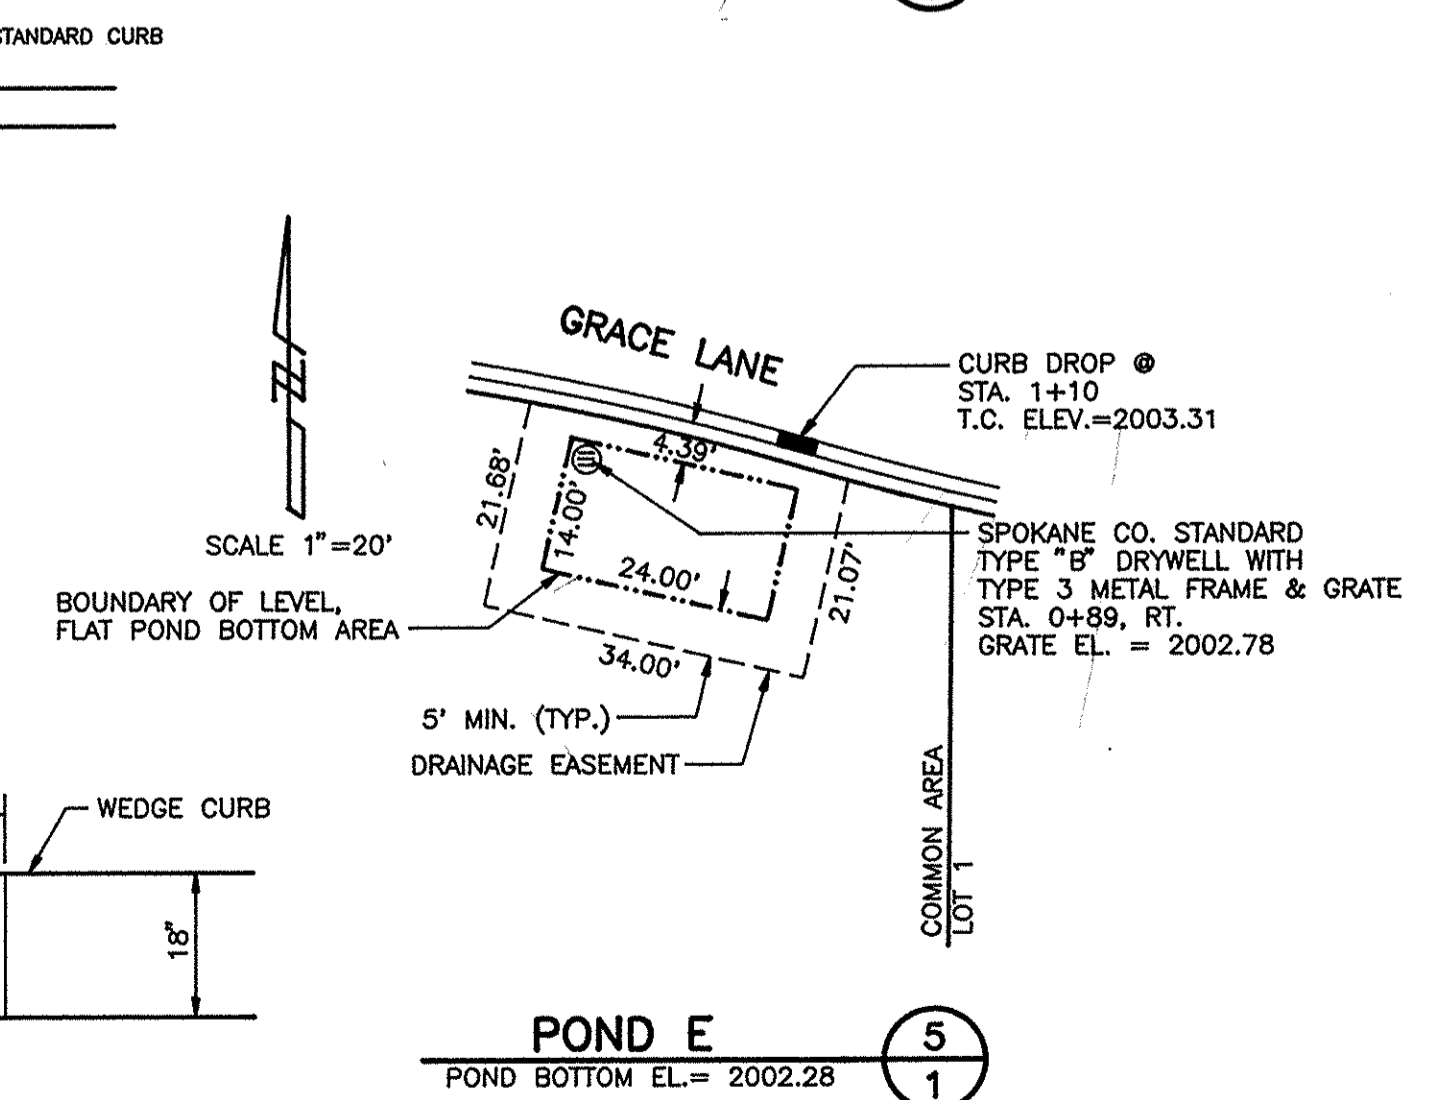 STANDARD CURB
GRACE LANE
CURB DROP @
STA. 1+10
T.C. ELEV.=2003.31
4.39'
21.68'
14.00'
24.00'
21.07'
34.00'
SCALE 1"=20'
SPOKANE CO. STANDARD
TYPE "B" DRYWELL WITH
TYPE 3 METAL FRAME & GRATE
STA. 0+89, RT.
GRATE EL. = 2002.78
BOUNDARY OF LEVEL,
FLAT POND BOTTOM AREA
5' MIN. (TYP.)
DRAINAGE EASEMENT
WEDGE CURB
18"
COMMON AREA
LOT 1
POND E
POND BOTTOM EL.= 2002.28
5
1